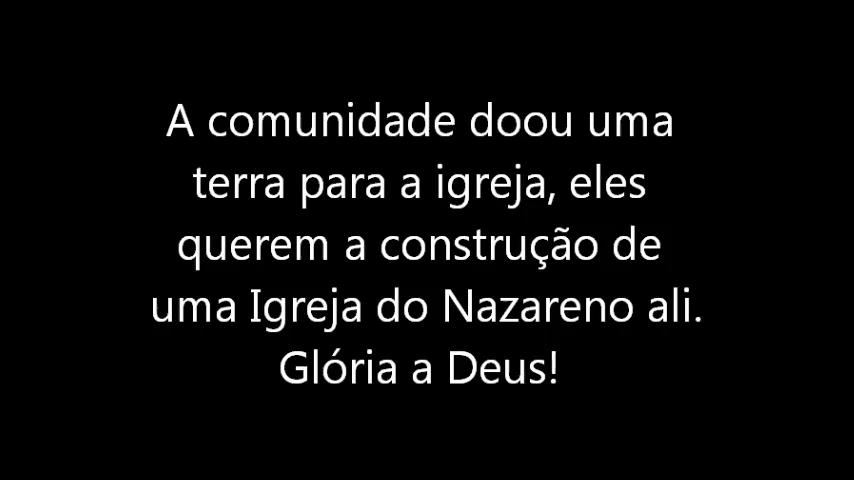 A comunidade doou uma
terra para a igreja, eles
querem a construção de
uma Igreja do Nazareno ali.
Glória a Deus!